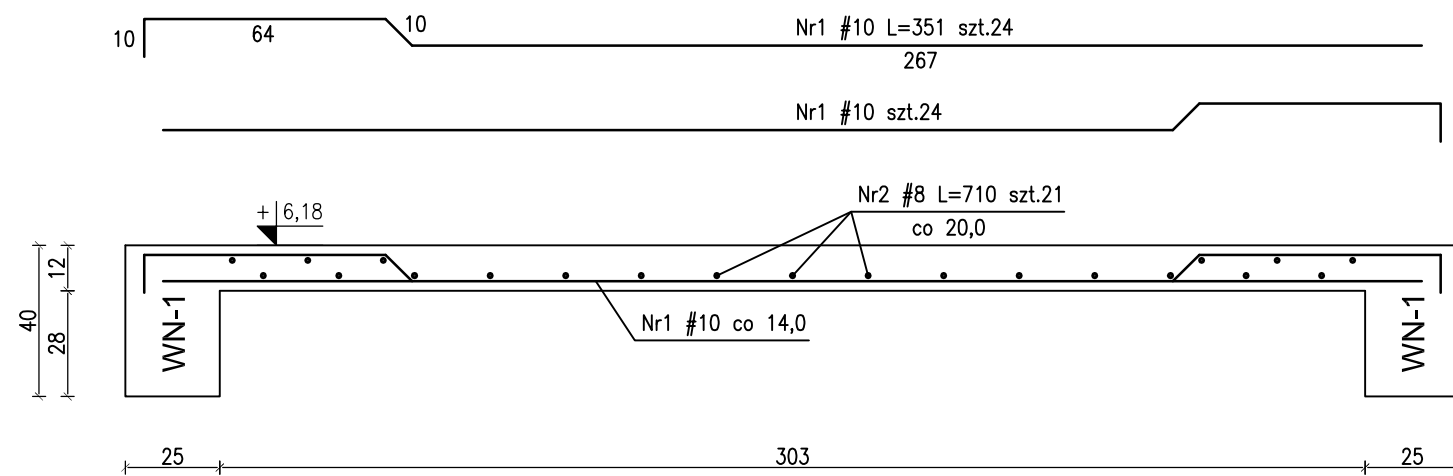 10
64
10
Nr1 #10 L=351 szt.24
267
Nr1 #10 szt.24
Nr2 #8 L=710 szt.21
co 20,0
+6,18
12
40
28
WN-1
Nr1 #10 co 14,0
WN-1
25
303
25